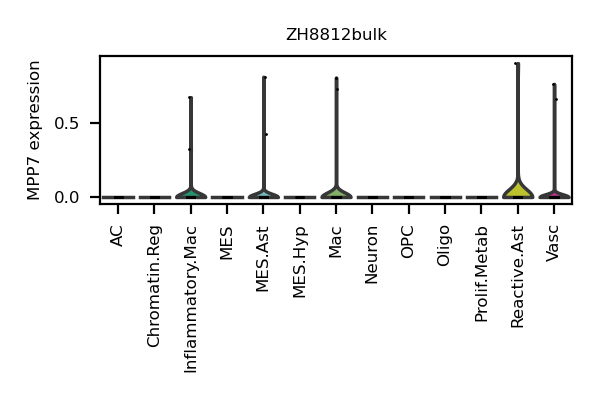 ZH8812bulk
MPP7 expression
0.5
0.0
AC
Chromatin.Reg
Inflammatory.Mac
MES
MES.Ast
MES.Hyp
Mac
Neuron
OPC
Oligo
Prolif.Metab
Reactive.Ast
Vasc